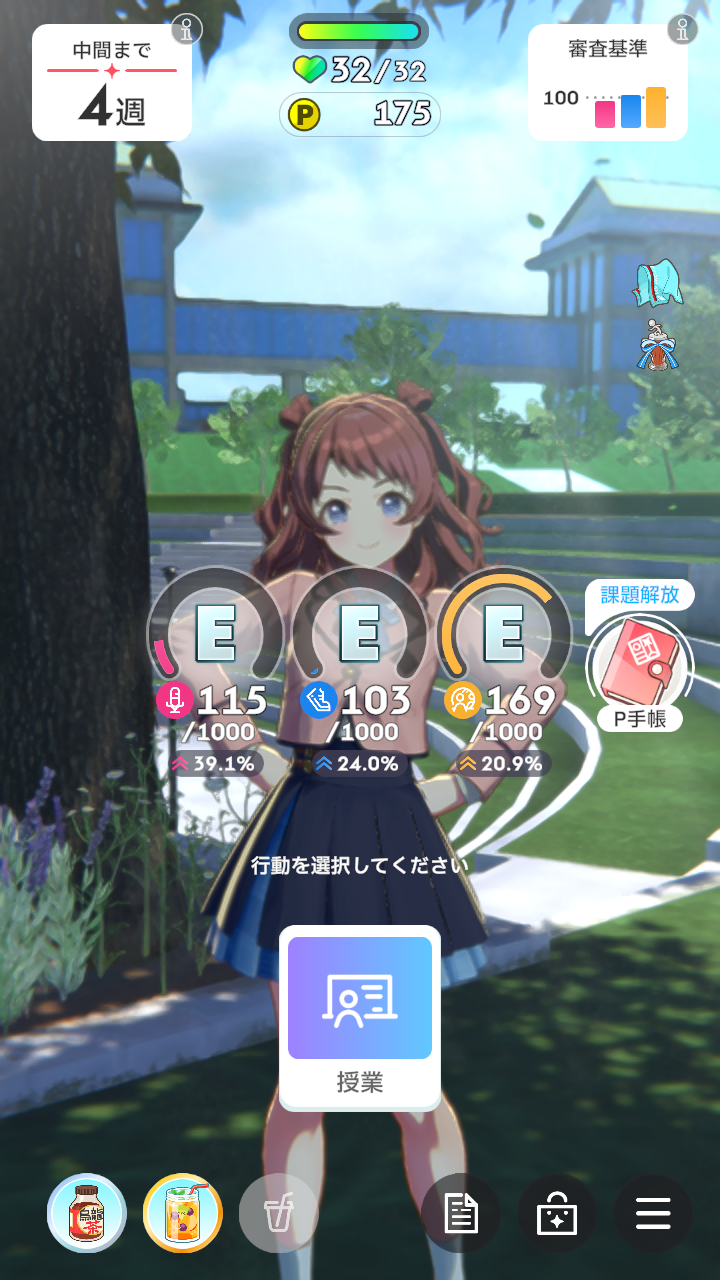 中間まで
4週
32/32
P 175
審査基準
100
課題解放
P手帳
E E E
115 103 169
/1000 /1000 /1000
39.1% 24.0% 20.9%
行動を選択してください
授業
烏龍茶